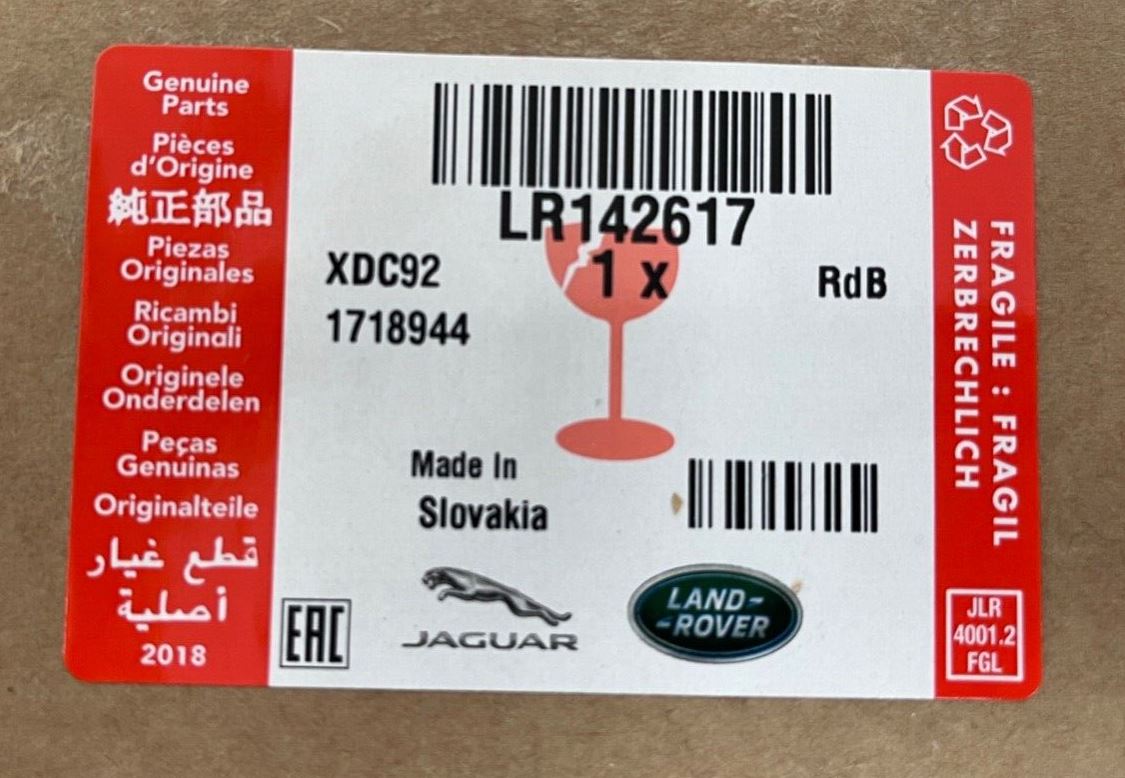 Genuine
Parts
Pièces
d'Origine
純正部品
Piezas
Originales
Ricambi
Originali
Originele
Onderdelen
Peças
Genuinas
Originalteile
قطع غيار
أصلية
2018
LR142617
XDC92
1 x
RdB
1718944
Made In
Slovakia
EAC
JAGUAR
LAND-
-ROVER
FRAGILE : FRAGIL
ZERBRECHLICH
JLR
4001.2
FGL